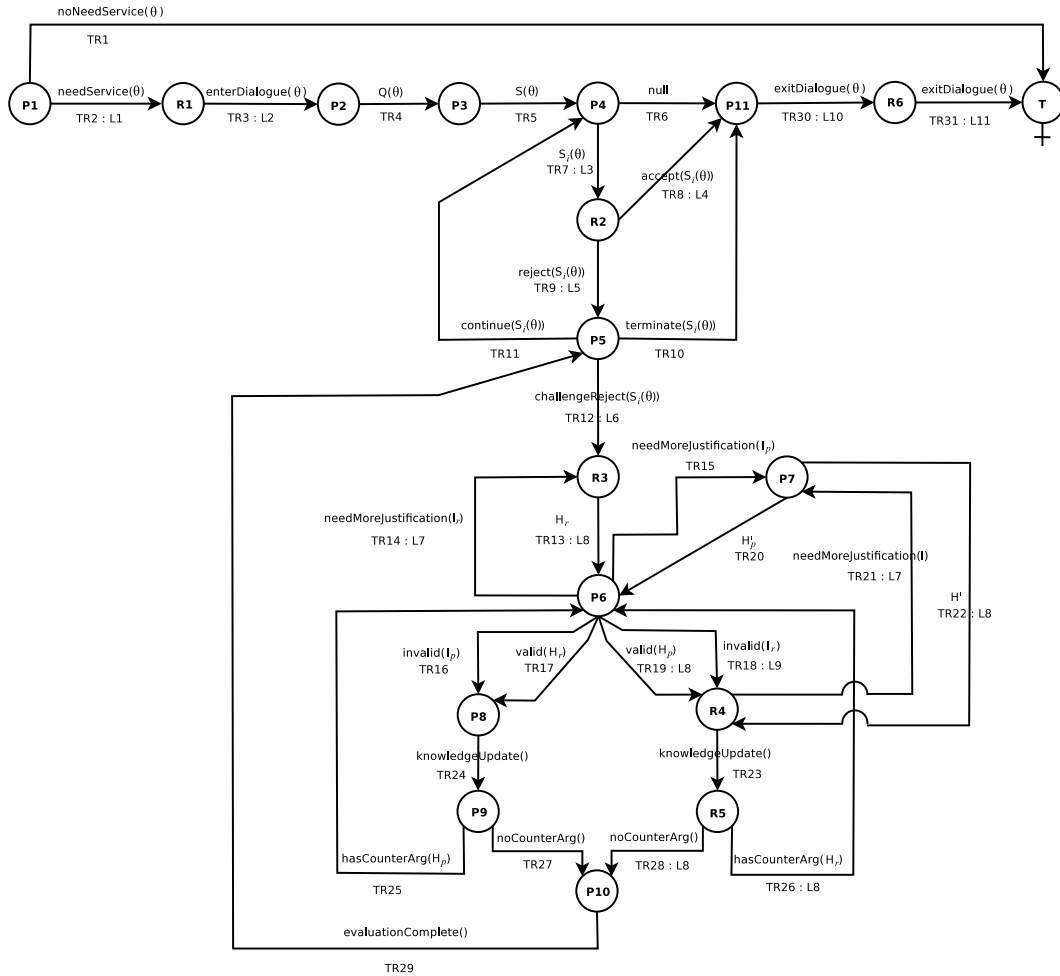 noNeedService(θ)
TR1
P1
needService(θ)
TR2 : L1
R1
enterDialogue(θ)
TR3 : L2
P2
Q(θ)
TR4
P3
S(θ)
TR5
P4
null
TR6
P11
exitDialogue(θ)
TR30 : L10
R6
exitDialogue(θ)
TR31 : L11
T
Sᵢ(θ)
TR7 : L3
accept(Sᵢ(θ))
TR8 : L4
R2
reject(Sᵢ(θ))
TR9 : L5
continue(Sᵢ(θ))
TR11
P5
terminate(Sᵢ(θ))
TR10
challengeReject(Sᵢ(θ))
TR12 : L6
needMoreJustification(Iₚ)
TR15
R3
P7
needMoreJustification(Iᵣ)
TR14 : L7
Hᵣ
TR13 : L8
H'ₚ
TR20
needMoreJustification(I)
TR21 : L7
H'
TR22 : L8
P6
invalid(Iₚ)
TR16
valid(Hᵣ)
TR17
valid(Hₚ)
TR19 : L8
invalid(Iᵣ)
TR18 : L9
P8
R4
knowledgeUpdate()
TR24
knowledgeUpdate()
TR23
P9
R5
noCounterArg()
TR27
noCounterArg()
TR28 : L8
hasCounterArg(Hₚ)
TR25
hasCounterArg(Hᵣ)
TR26 : L8
P10
evaluationComplete()
TR29